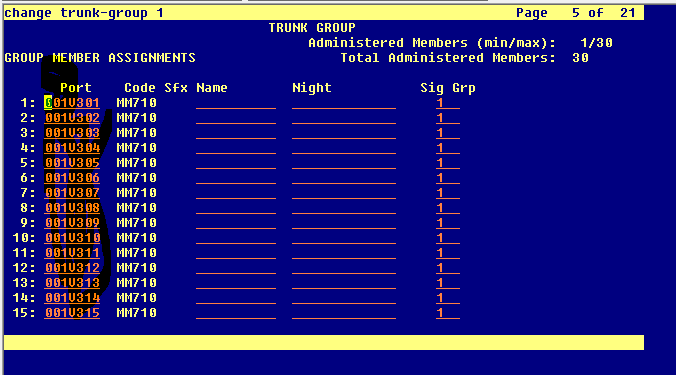 change trunk-group 1 Page 5 of 21
TRUNK GROUP
Administered Members (min/max): 1/30
GROUP MEMBER ASSIGNMENTS Total Administered Members: 30
Port Code Sfx Name Night Sig Grp
1: 001V301 MM710 1
2: 001V302 MM710 1
3: 001V303 MM710 1
4: 001V304 MM710 1
5: 001V305 MM710 1
6: 001V306 MM710 1
7: 001V307 MM710 1
8: 001V308 MM710 1
9: 001V309 MM710 1
10: 001V310 MM710 1
11: 001V311 MM710 1
12: 001V312 MM710 1
13: 001V313 MM710 1
14: 001V314 MM710 1
15: 001V315 MM710 1